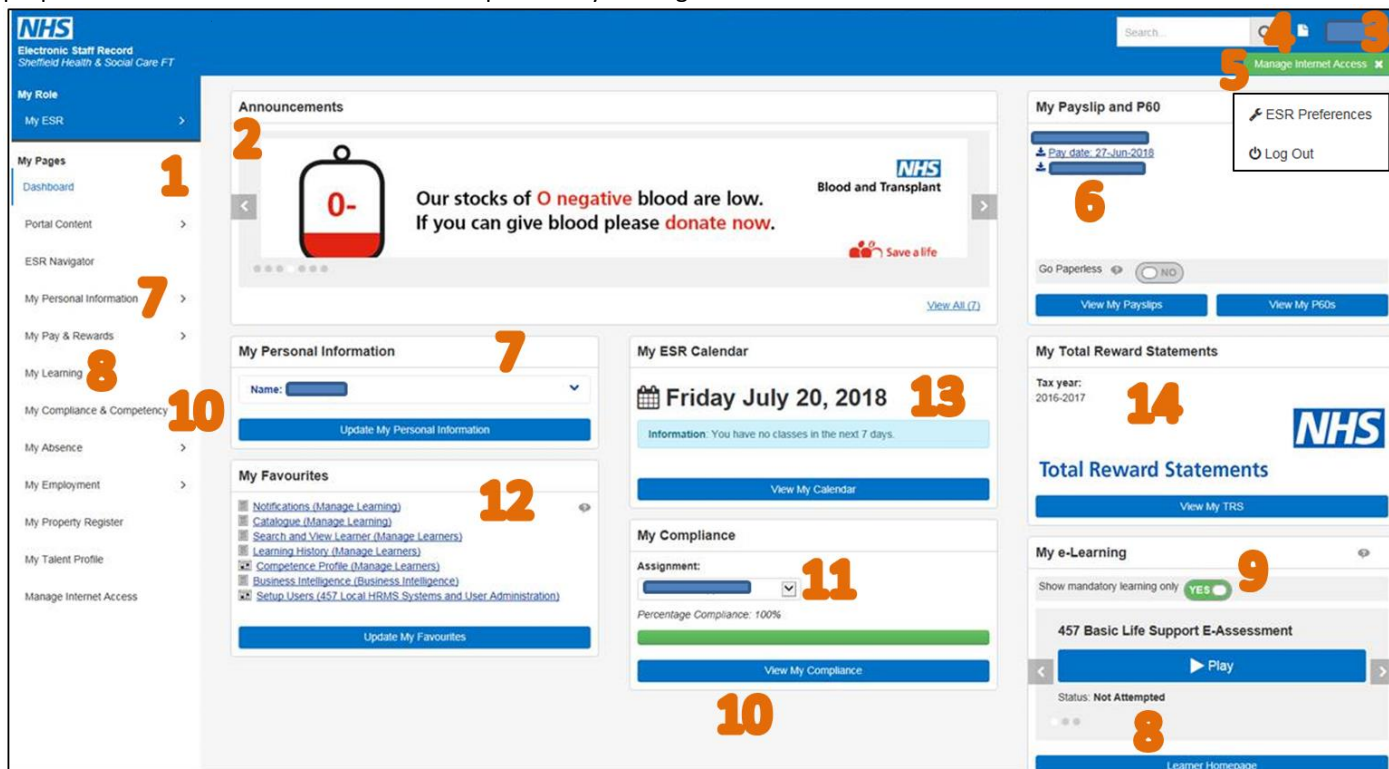 NHS
Electronic Staff Record
Sheffield Health & Social Care FT
Search...
4
3
5
Manage Internet Access ✖
ESR Preferences
Log Out
My Role
My ESR >
My Pages
1
Dashboard
Portal Content >
ESR Navigator
My Personal Information 7 >
My Pay & Rewards >
My Learning 8
My Compliance & Competency 10
My Absence >
My Employment >
My Property Register
My Talent Profile
Manage Internet Access
Announcements
2
0-
Our stocks of O negative blood are low.
If you can give blood please donate now.
NHS
Blood and Transplant
Save a life
View All (7)
My Payslip and P60
Pay date: 27-Jun-2018
6
Go Paperless NO
View My Payslips
View My P60s
My Personal Information
7
Name:
Update My Personal Information
My ESR Calendar
Friday July 20, 2018
13
Information: You have no classes in the next 7 days.
View My Calendar
My Total Reward Statements
Tax year:
2016-2017
14
NHS
Total Reward Statements
View My TRS
My Favourites
12
Notifications (Manage Learning)
Catalogue (Manage Learning)
Search and View Learner (Manage Learners)
Learning History (Manage Learners)
Competence Profile (Manage Learners)
Business Intelligence (Business Intelligence)
Setup Users (457 Local HRMS Systems and User Administration)
Update My Favourites
My Compliance
Assignment:
11
Percentage Compliance: 100%
View My Compliance
10
My e-Learning
Show mandatory learning only YES
9
457 Basic Life Support E-Assessment
Play
Status: Not Attempted
8
Learner Homepage